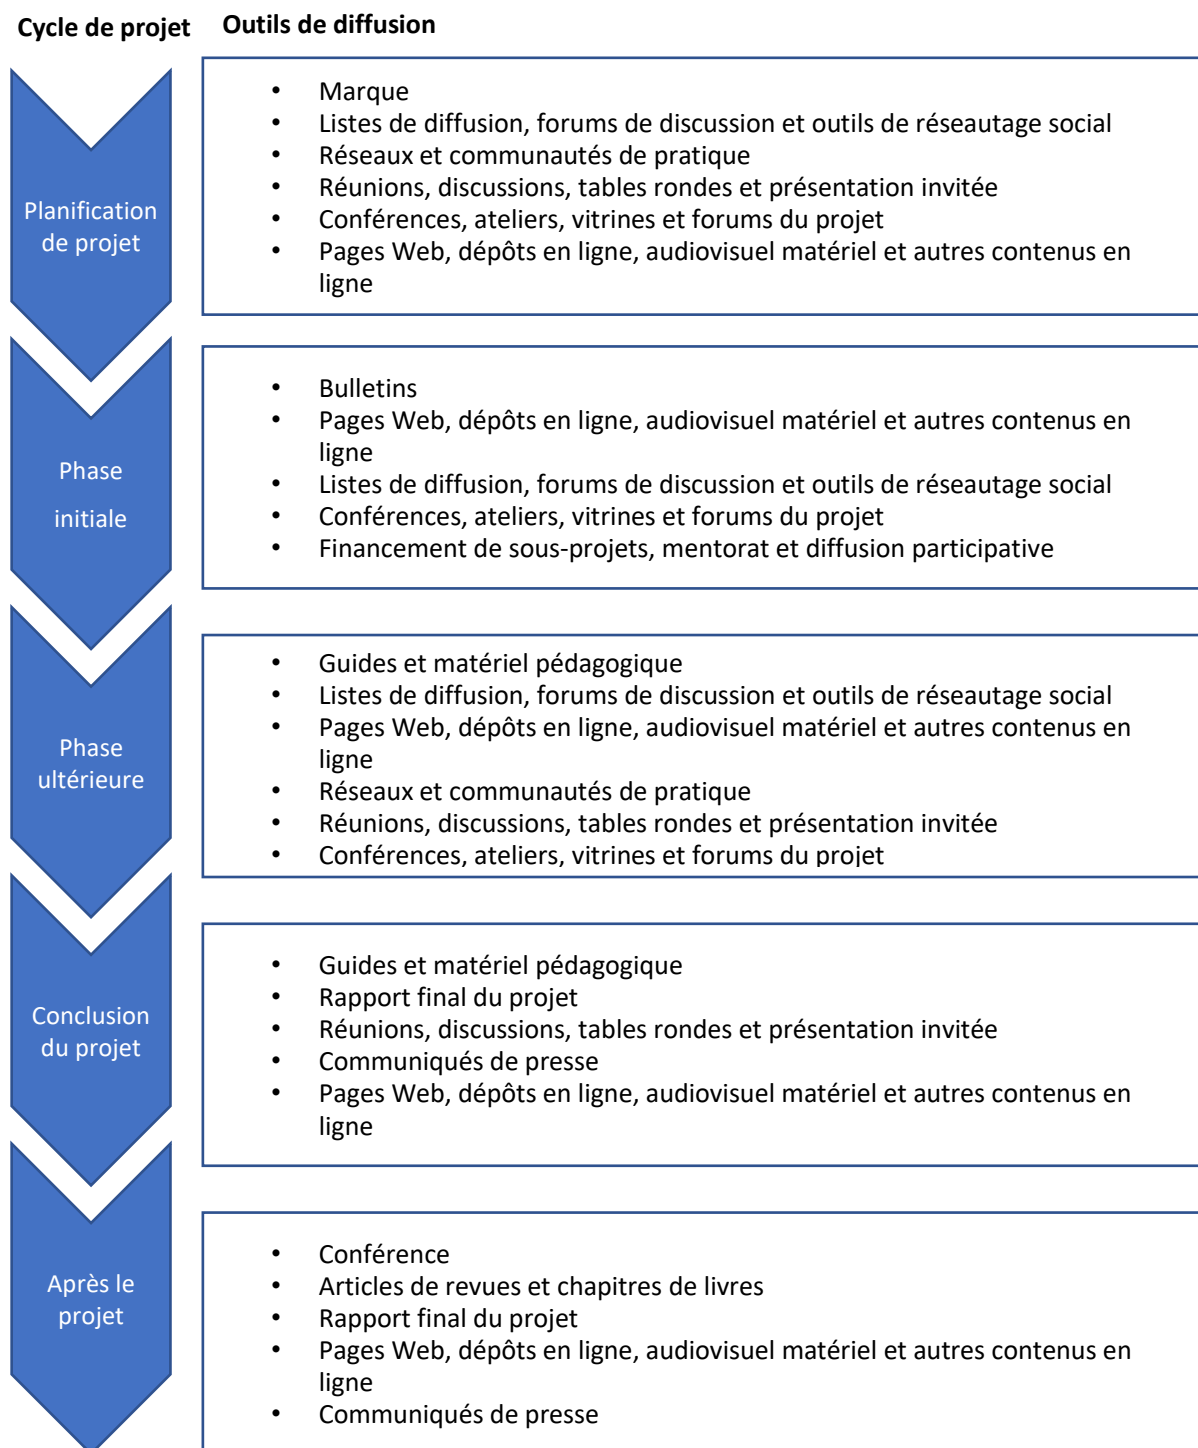 Cycle de projet
Outils de diffusion
Planification
de projet
• Marque
• Listes de diffusion, forums de discussion et outils de réseautage social
• Réseaux et communautés de pratique
• Réunions, discussions, tables rondes et présentation invitée
• Conférences, ateliers, vitrines et forums du projet
• Pages Web, dépôts en ligne, audiovisuel matériel et autres contenus en
ligne
Phase
initiale
• Bulletins
• Pages Web, dépôts en ligne, audiovisuel matériel et autres contenus en
ligne
• Listes de diffusion, forums de discussion et outils de réseautage social
• Conférences, ateliers, vitrines et forums du projet
• Financement de sous-projets, mentorat et diffusion participative
Phase
ultérieure
• Guides et matériel pédagogique
• Listes de diffusion, forums de discussion et outils de réseautage social
• Pages Web, dépôts en ligne, audiovisuel matériel et autres contenus en
ligne
• Réseaux et communautés de pratique
• Réunions, discussions, tables rondes et présentation invitée
• Conférences, ateliers, vitrines et forums du projet
Conclusion
du projet
• Guides et matériel pédagogique
• Rapport final du projet
• Réunions, discussions, tables rondes et présentation invitée
• Communiqués de presse
• Pages Web, dépôts en ligne, audiovisuel matériel et autres contenus en
ligne
Après le
projet
• Conférence
• Articles de revues et chapitres de livres
• Rapport final du projet
• Pages Web, dépôts en ligne, audiovisuel matériel et autres contenus en
ligne
• Communiqués de presse